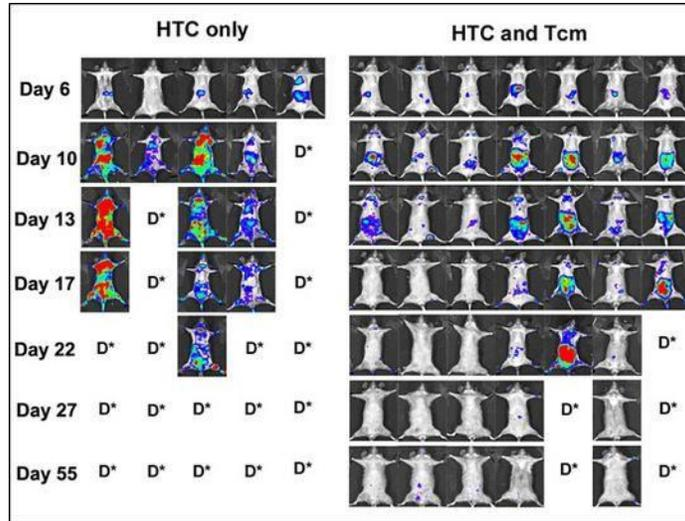 HTC only HTC and Tcm
Day 6
Day 10 D*
Day 13 D* D*
Day 17 D* D*
Day 22 D* D* D* D* D*
Day 27 D* D* D* D* D* D* D*
Day 55 D* D* D* D* D* D* D*